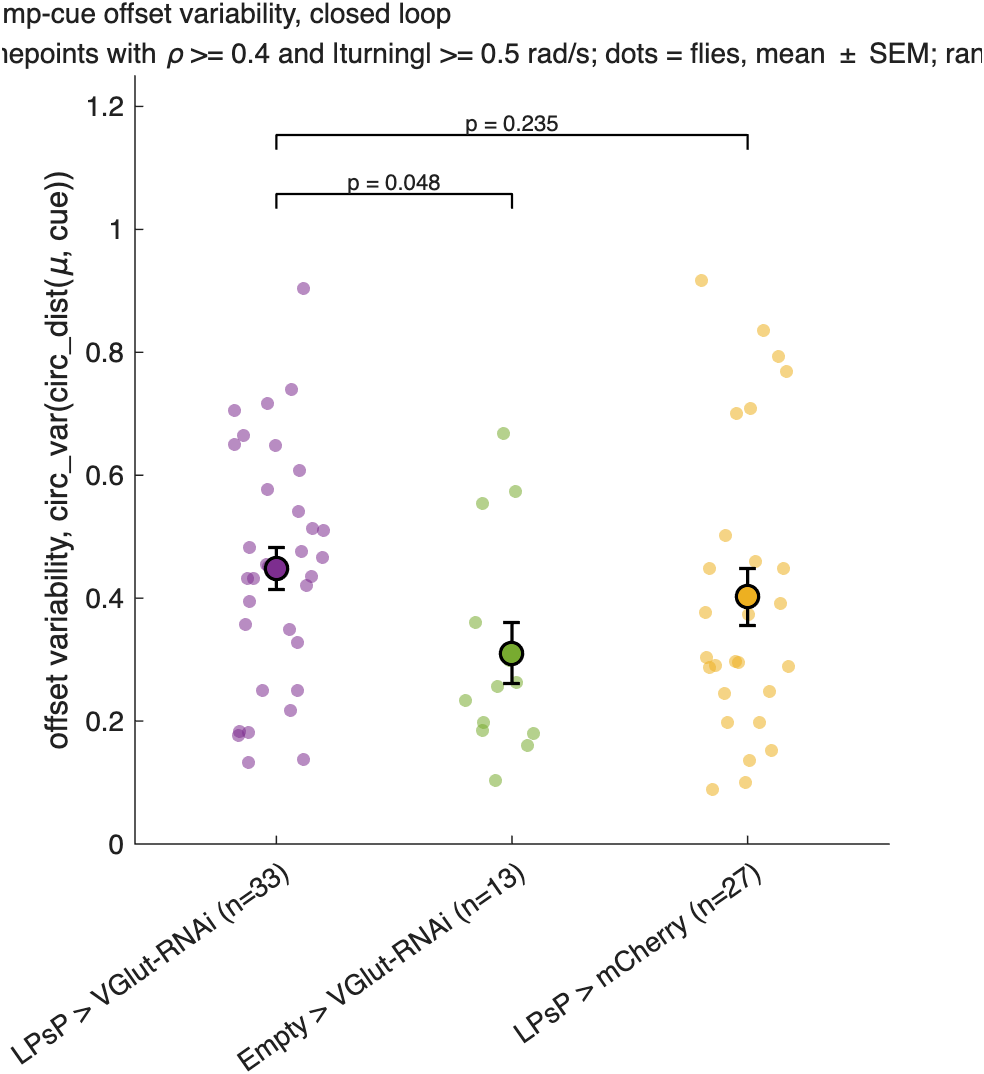 mp-cue offset variability, closed loop
nepoints with ρ >= 0.4 and |turning| >= 0.5 rad/s; dots = flies, mean ± SEM; ran
1.2
p = 0.235
p = 0.048
1
0.8
0.6
0.4
0.2
0
offset variability, circ_var(circ_dist(μ, cue))
LPsP > VGlut-RNAi (n=33)
Empty > VGlut-RNAi (n=13)
LPsP > mCherry (n=27)